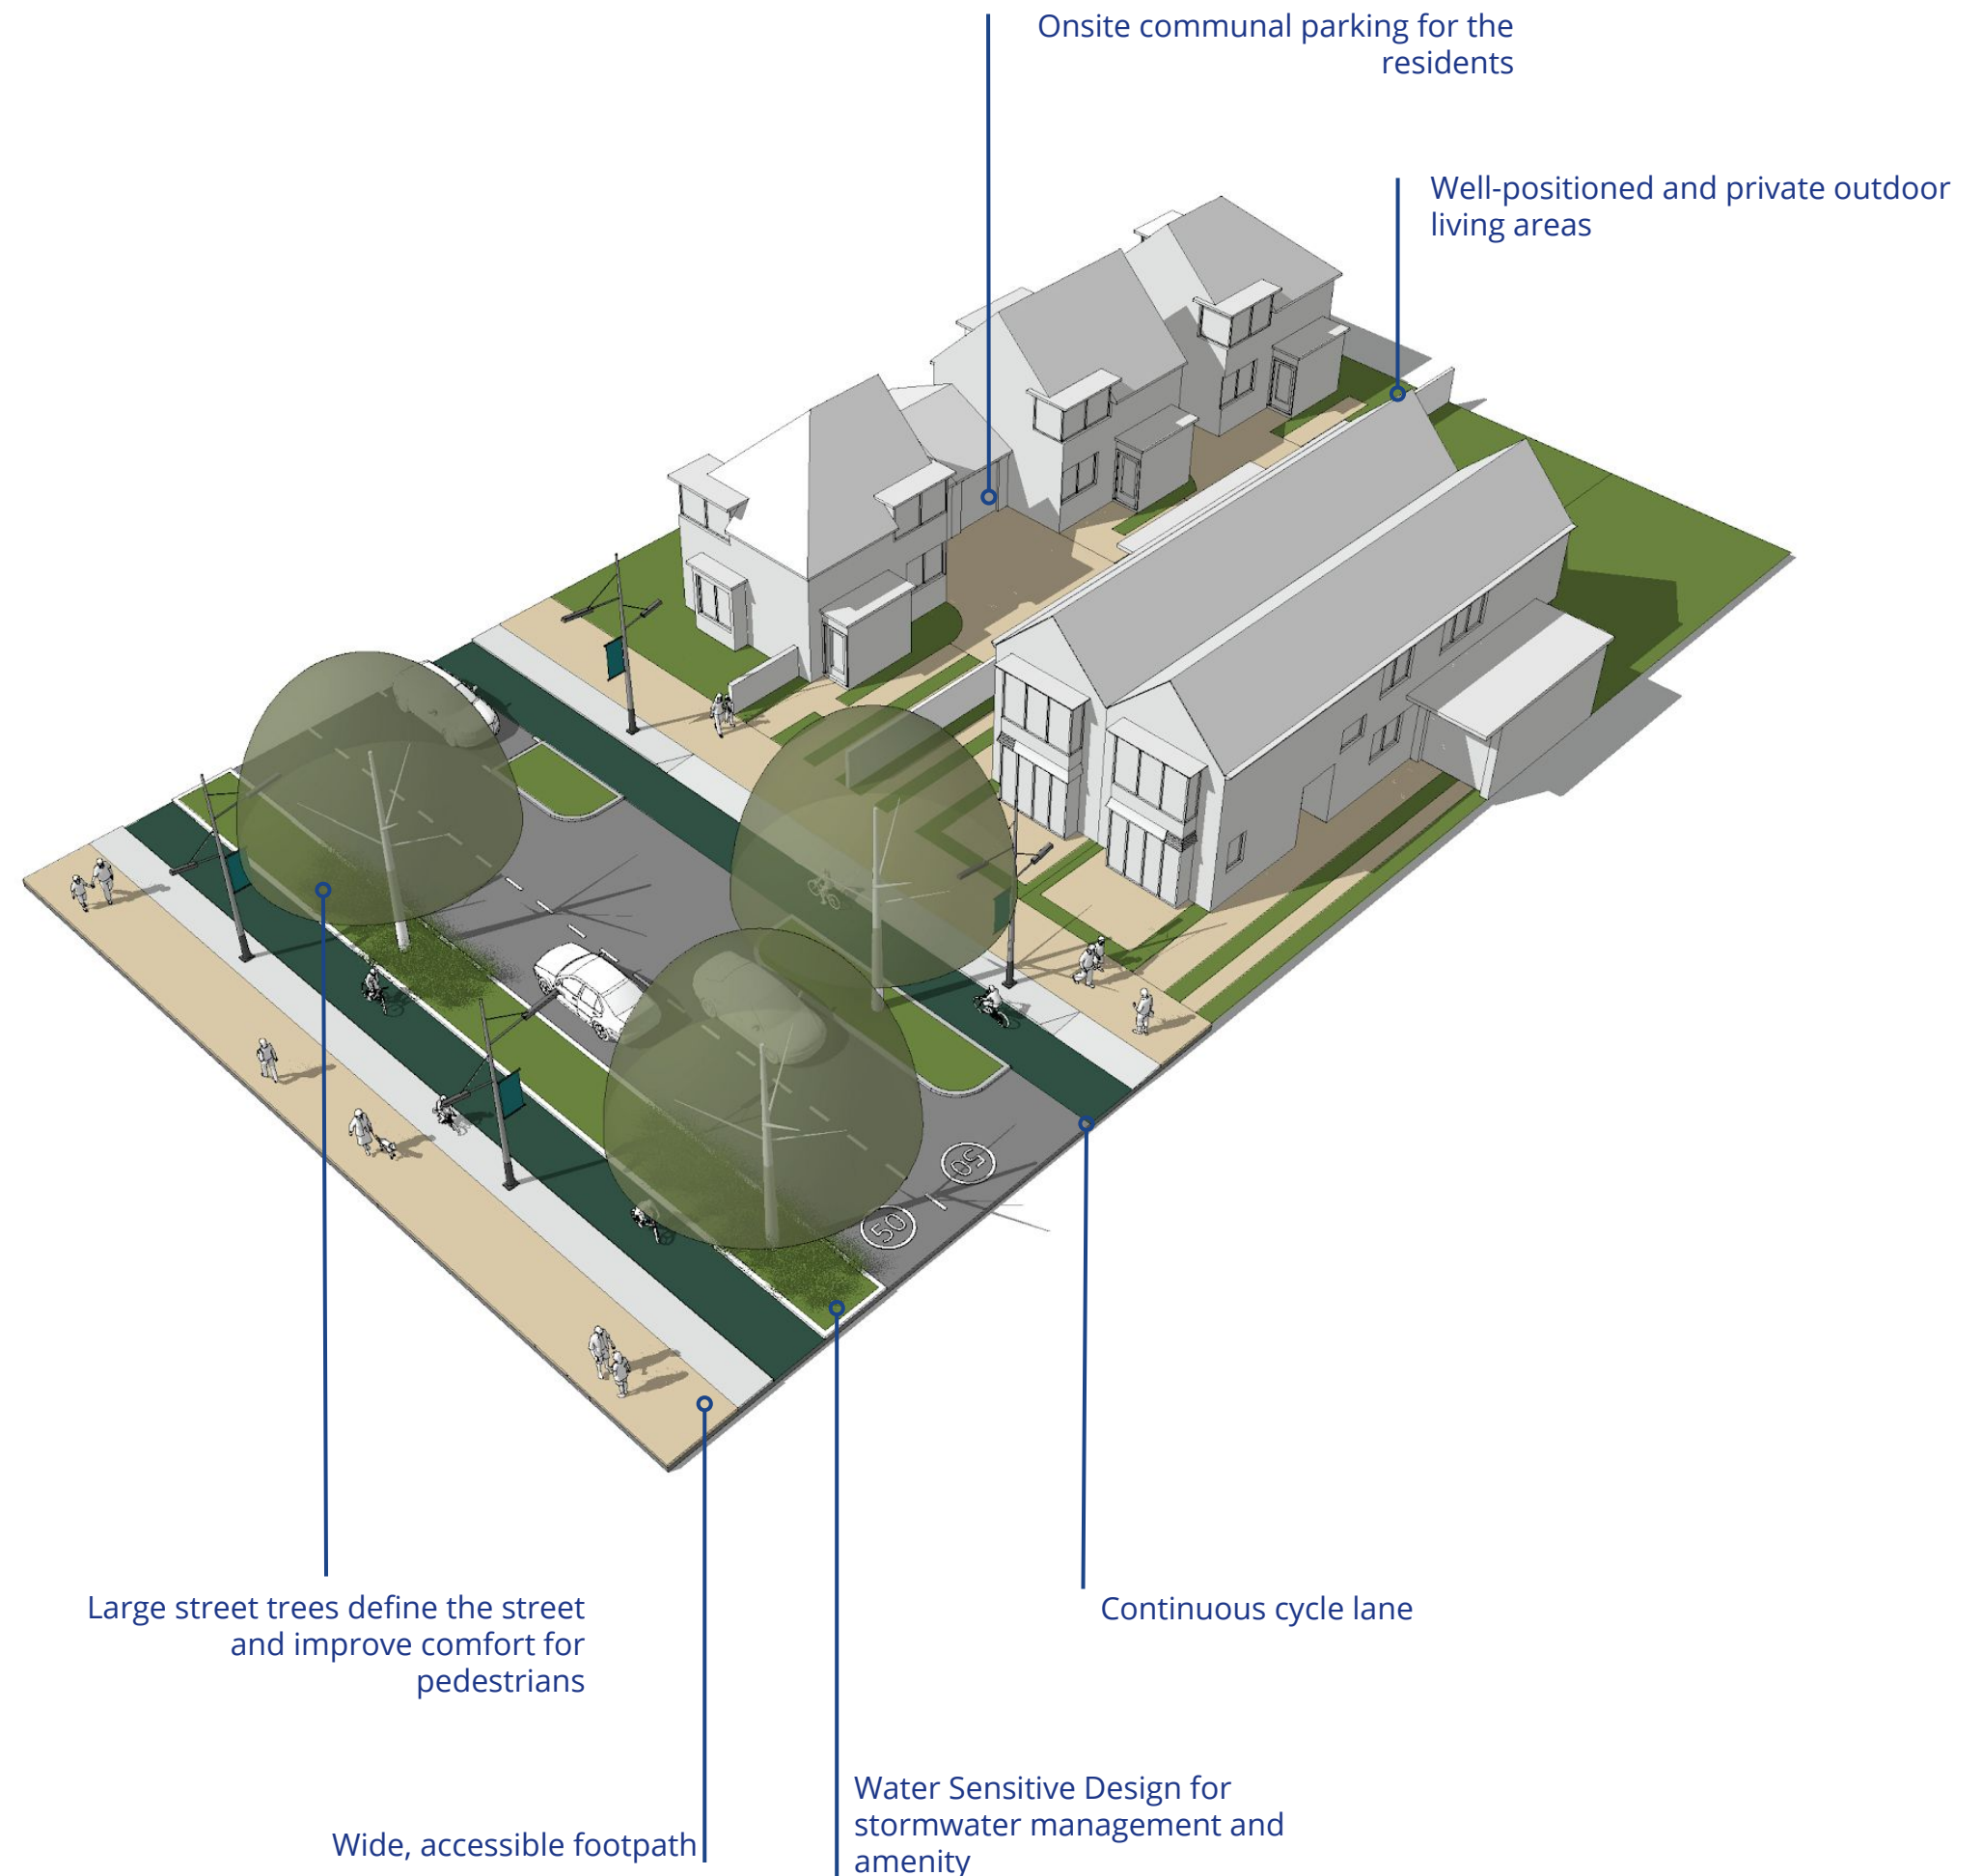 Onsite communal parking for the
residents
Well-positioned and private outdoor
living areas
50
50
Large street trees define the street
and improve comfort for
pedestrians
Continuous cycle lane
Water Sensitive Design for
stormwater management and
amenity
Wide, accessible footpath